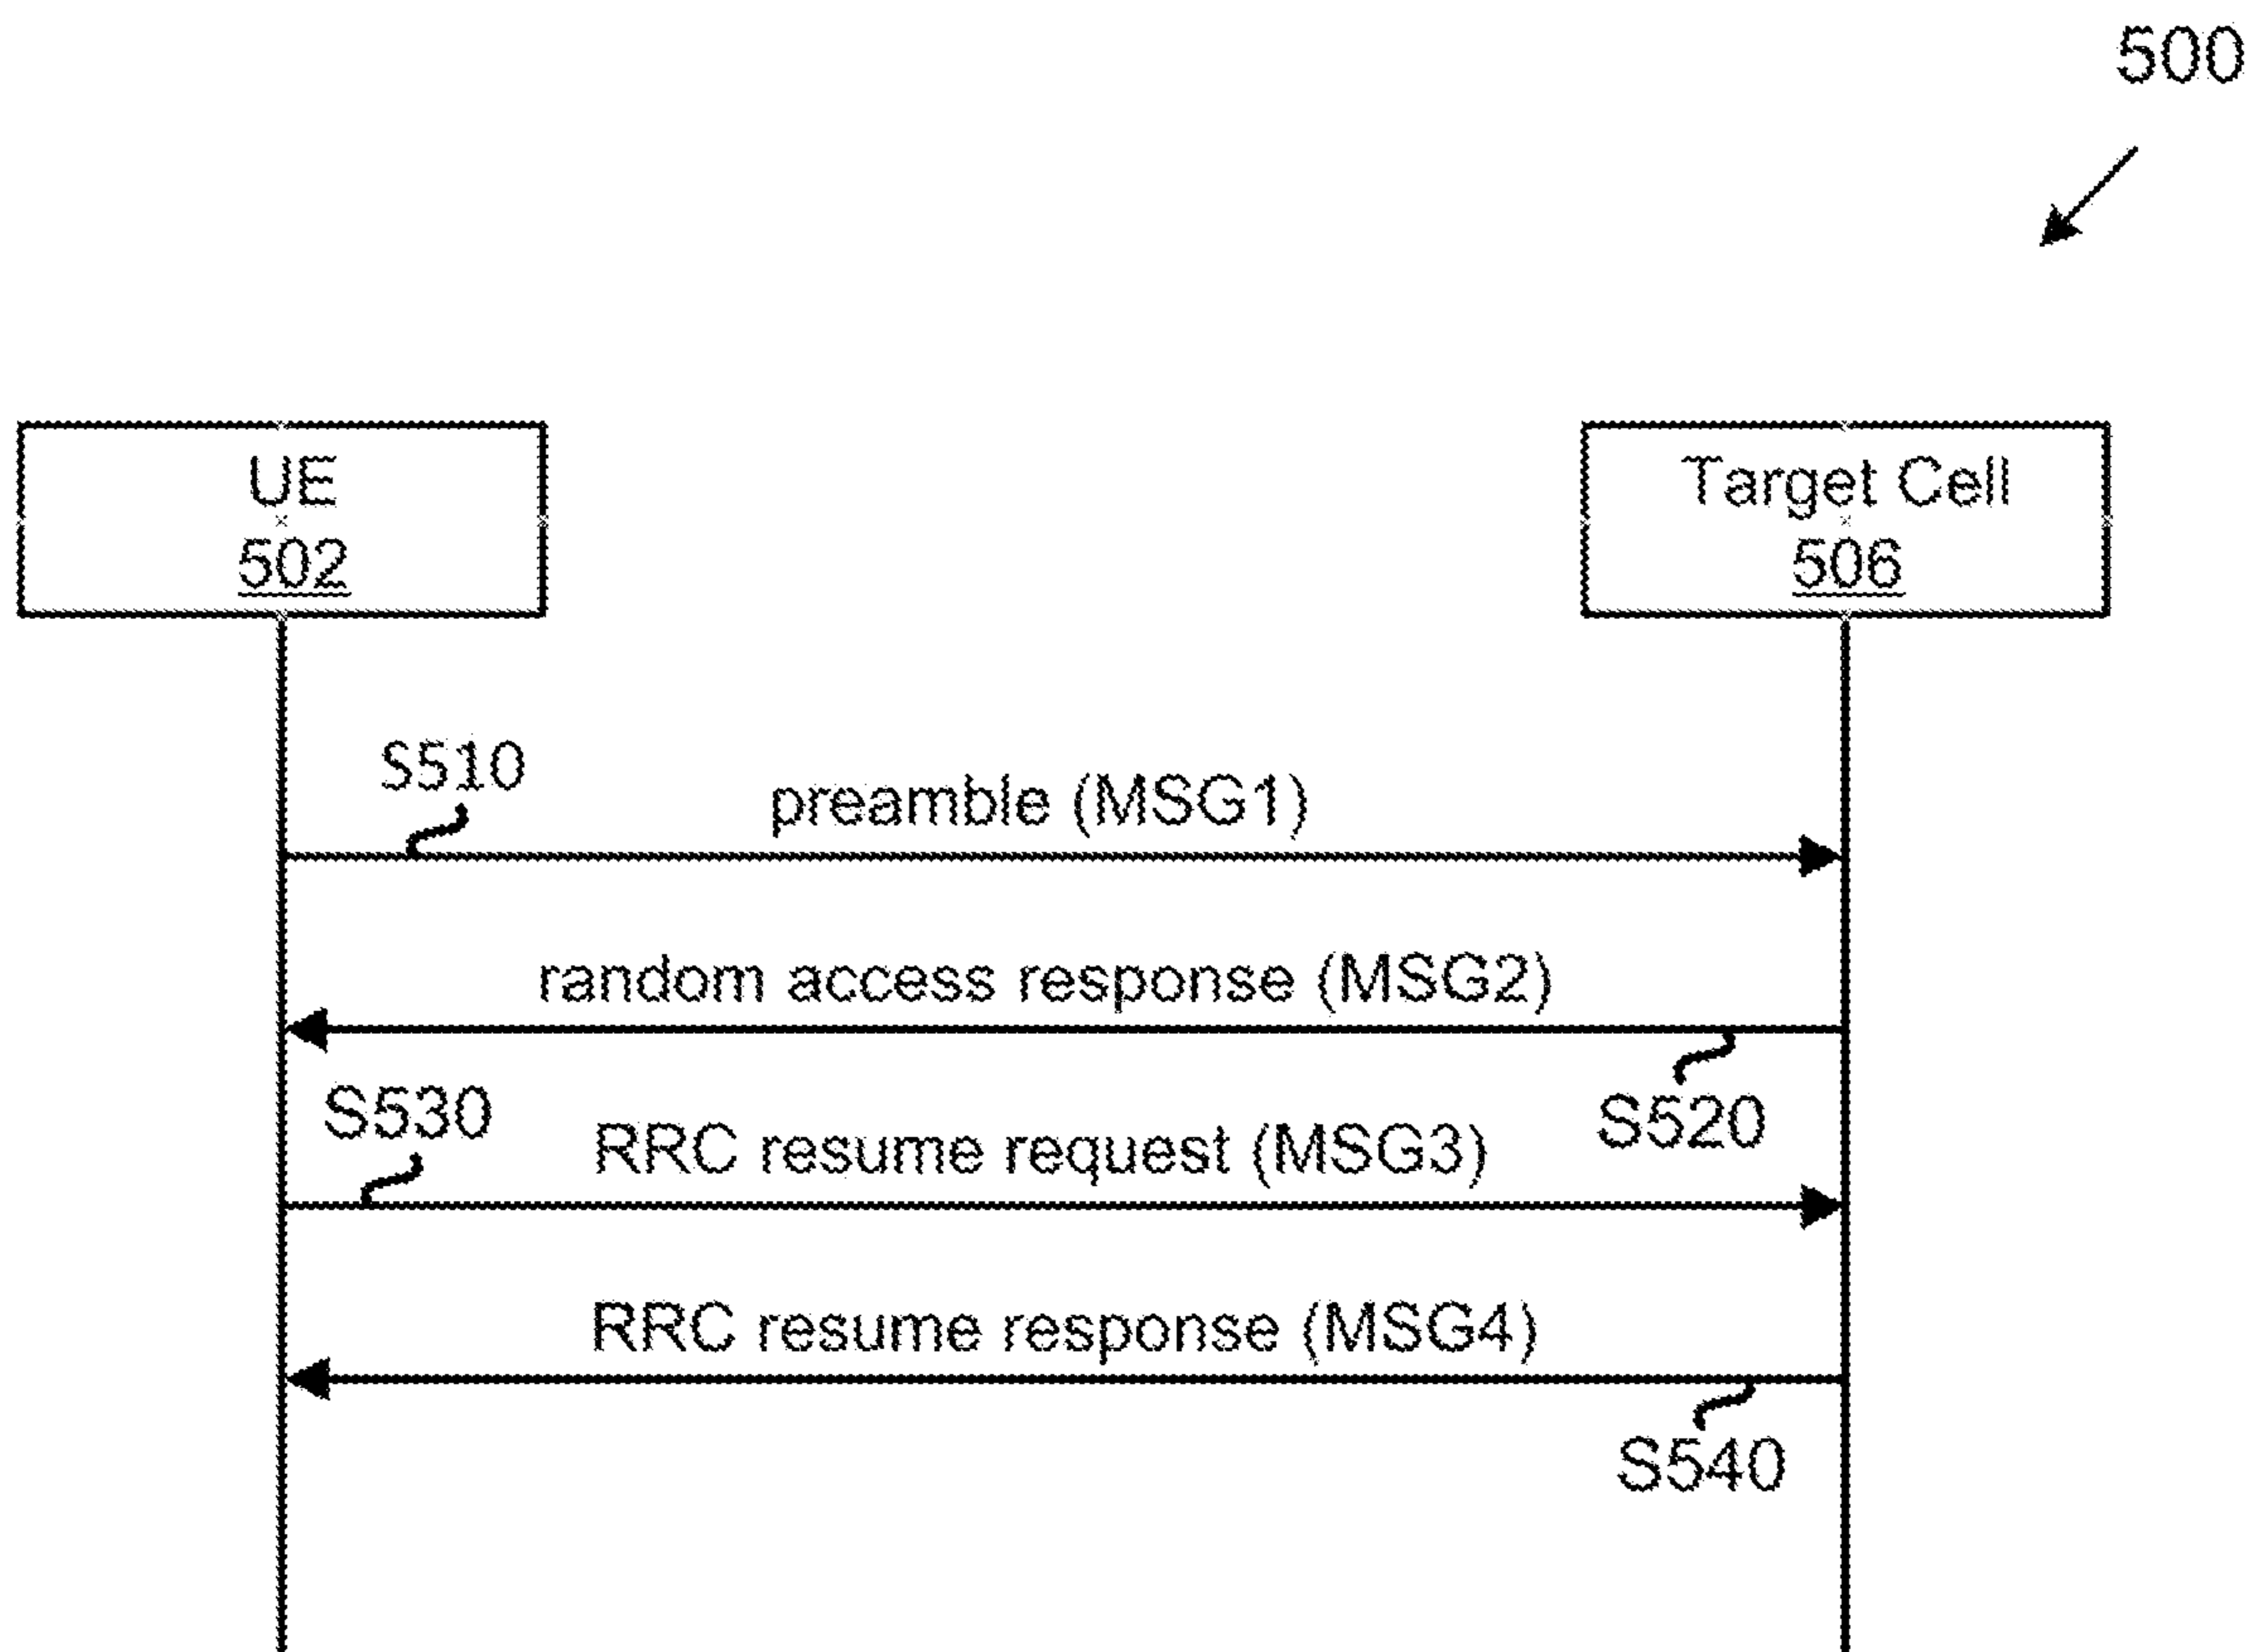 500
UE
502
Target Cell
506
S510
preamble (MSG1)
random access response (MSG2)
S520
S530
RRC resume request (MSG3)
RRC resume response (MSG4)
S540